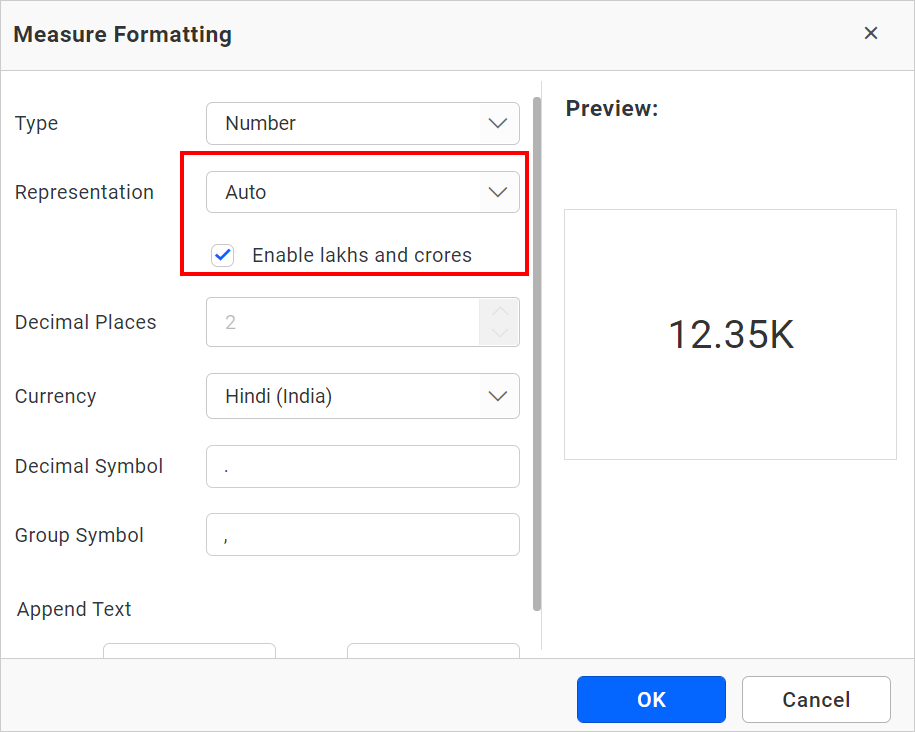 Measure Formatting
Type
Number
Preview:
Representation
Auto
Enable lakhs and crores
Decimal Places
2
12.35K
Currency
Hindi (India)
Decimal Symbol
.
Group Symbol
,
Append Text
OK
Cancel